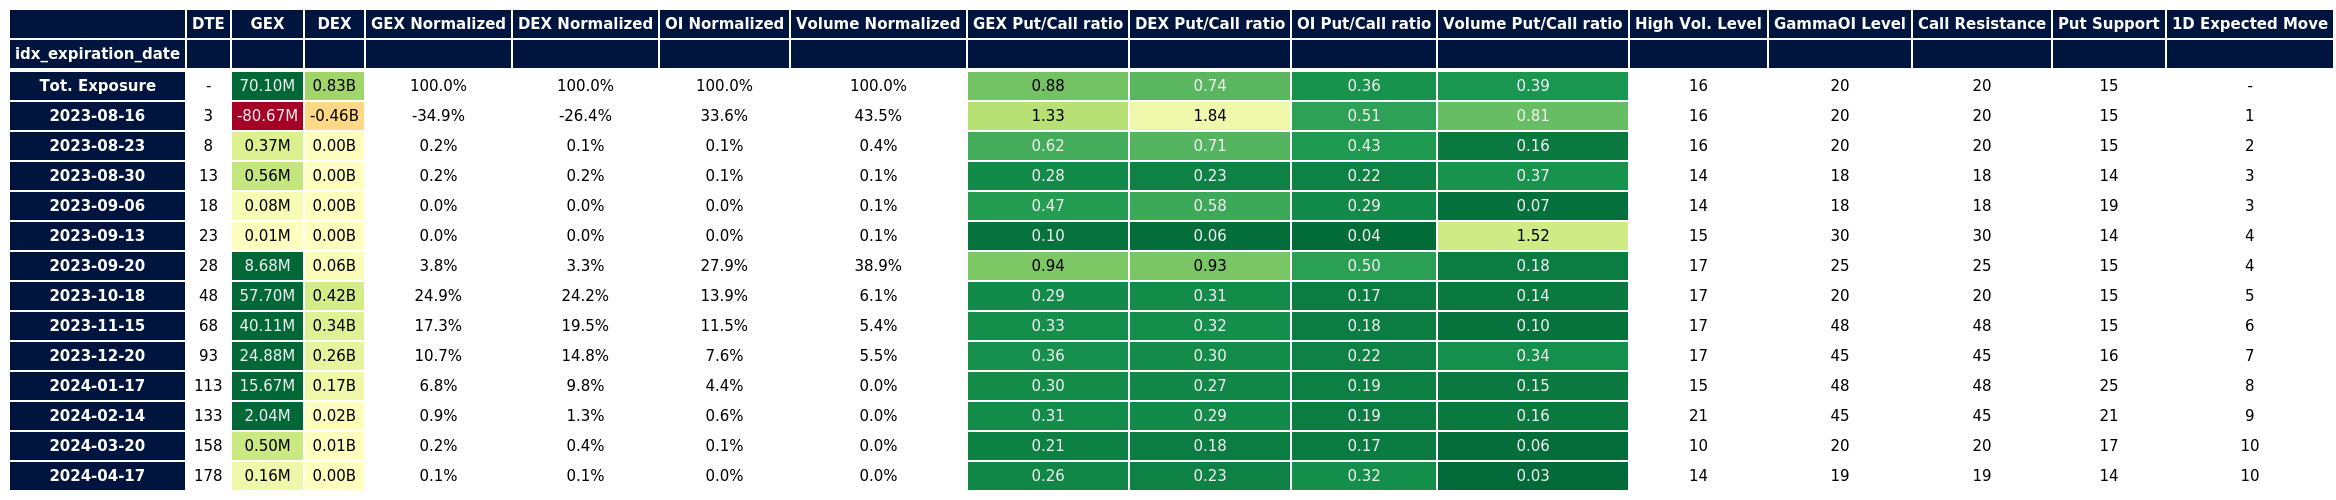 DTE GEX DEX GEX Normalized DEX Normalized OI Normalized Volume Normalized GEX Put/Call ratio DEX Put/Call ratio OI Put/Call ratio Volume Put/Call ratio High Vol. Level GammaOI Level Call Resistance Put Support 1D Expected Move
idx_expiration_date
Tot. Exposure - 70.10M 0.83B 100.0% 100.0% 100.0% 100.0% 0.88 0.74 0.36 0.39 16 20 20 15 -
2023-08-16 3 -80.67M -0.46B -34.9% -26.4% 33.6% 43.5% 1.33 1.84 0.51 0.81 16 20 20 15 1
2023-08-23 8 0.37M 0.00B 0.2% 0.1% 0.1% 0.4% 0.62 0.71 0.43 0.16 16 20 20 15 2
2023-08-30 13 0.56M 0.00B 0.2% 0.2% 0.1% 0.1% 0.28 0.23 0.22 0.37 14 18 18 14 3
2023-09-06 18 0.08M 0.00B 0.0% 0.0% 0.0% 0.1% 0.47 0.58 0.29 0.07 14 18 18 19 3
2023-09-13 23 0.01M 0.00B 0.0% 0.0% 0.0% 0.1% 0.10 0.06 0.04 1.52 15 30 30 14 4
2023-09-20 28 8.68M 0.06B 3.8% 3.3% 27.9% 38.9% 0.94 0.93 0.50 0.18 17 25 25 15 4
2023-10-18 48 57.70M 0.42B 24.9% 24.2% 13.9% 6.1% 0.29 0.31 0.17 0.14 17 20 20 15 5
2023-11-15 68 40.11M 0.34B 17.3% 19.5% 11.5% 5.4% 0.33 0.32 0.18 0.10 17 48 48 15 6
2023-12-20 93 24.88M 0.26B 10.7% 14.8% 7.6% 5.5% 0.36 0.30 0.22 0.34 17 45 45 16 7
2024-01-17 113 15.67M 0.17B 6.8% 9.8% 4.4% 0.0% 0.30 0.27 0.19 0.15 15 48 48 25 8
2024-02-14 133 2.04M 0.02B 0.9% 1.3% 0.6% 0.0% 0.31 0.29 0.19 0.16 21 45 45 21 9
2024-03-20 158 0.50M 0.01B 0.2% 0.4% 0.1% 0.0% 0.21 0.18 0.17 0.06 10 20 20 17 10
2024-04-17 178 0.16M 0.00B 0.1% 0.1% 0.0% 0.0% 0.26 0.23 0.32 0.03 14 19 19 14 10